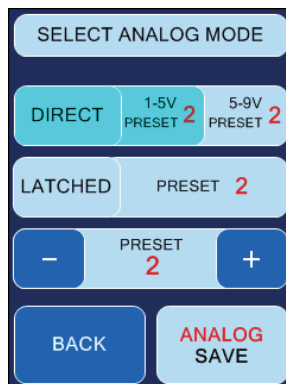 SELECT ANALOG MODE
DIRECT
1-5V
PRESET 2
5-9V
PRESET 2
LATCHED
PRESET 2
−
PRESET
2
+
BACK
ANALOG
SAVE